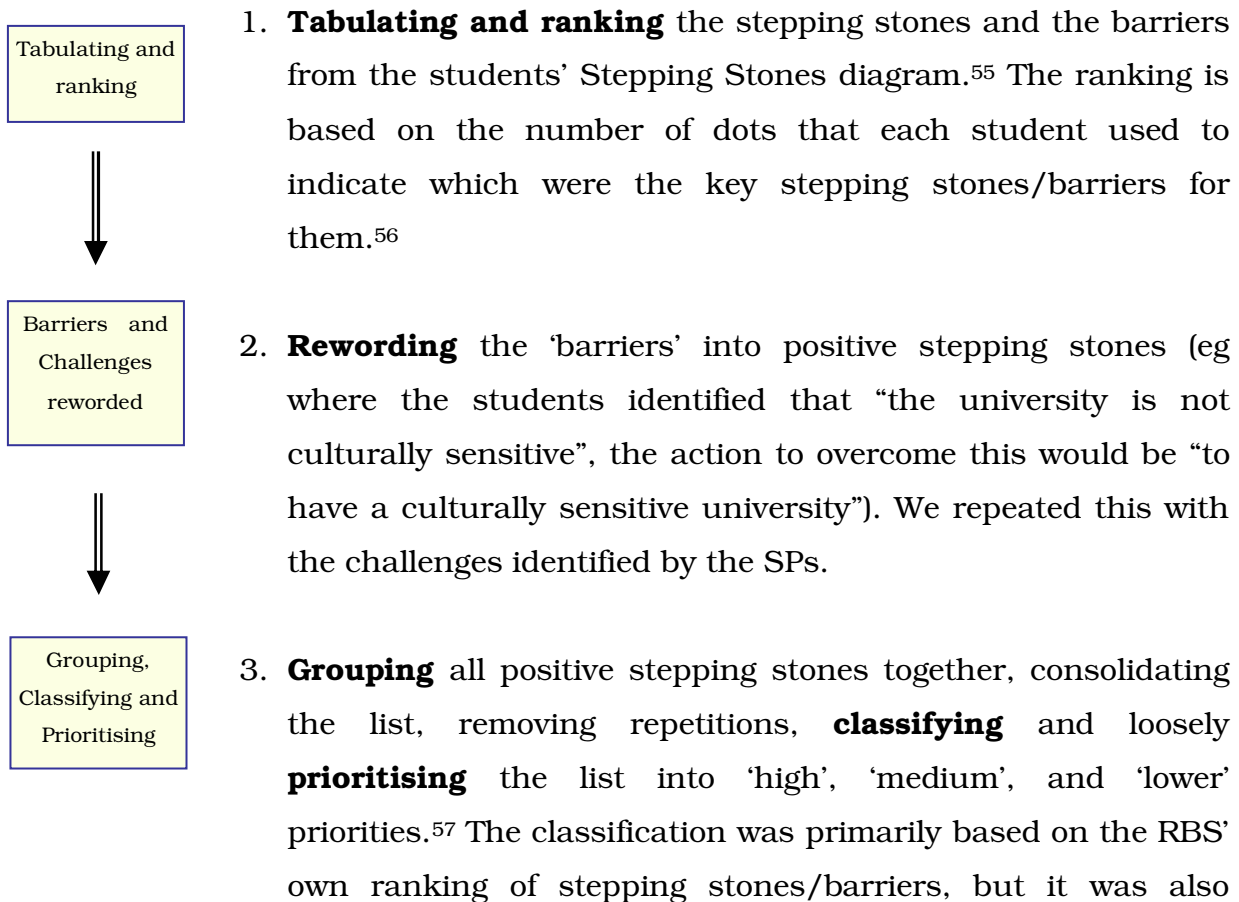 Tabulating and
ranking
1. Tabulating and ranking the stepping stones and the barriers
from the students’ Stepping Stones diagram.55 The ranking is
based on the number of dots that each student used to
indicate which were the key stepping stones/barriers for
them.56
Barriers and
Challenges
reworded
2. Rewording the ‘barriers’ into positive stepping stones (eg
where the students identified that “the university is not
culturally sensitive”, the action to overcome this would be “to
have a culturally sensitive university”). We repeated this with
the challenges identified by the SPs.
Grouping,
Classifying and
Prioritising
3. Grouping all positive stepping stones together, consolidating
the list, removing repetitions, classifying and loosely
prioritising the list into ‘high’, ‘medium’, and ‘lower’
priorities.57 The classification was primarily based on the RBS’
own ranking of stepping stones/barriers, but it was also